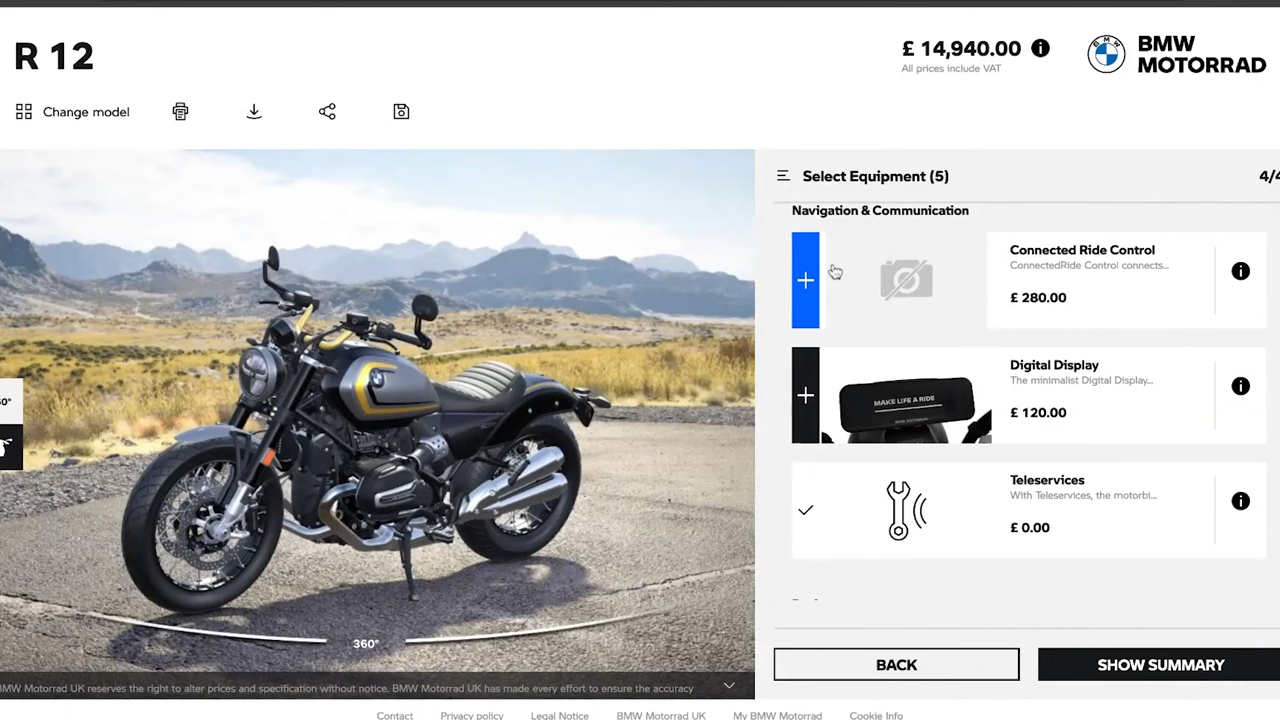 R 12
£ 14,940.00
All prices include VAT
BMW
MOTORRAD
Change model
Select Equipment (5)
4/4
Navigation & Communication
Connected Ride Control
ConnectedRide Control connects...
£ 280.00
Digital Display
The minimalist Digital Display...
£ 120.00
MAKE LIFE A RIDE
Teleservices
With Teleservices, the motorbl...
£ 0.00
360°
BACK
SHOW SUMMARY
BMW Motorrad UK reserves the right to alter prices and specification without notice. BMW Motorrad UK has made every effort to ensure the accuracy
Contact
Privacy policy
Legal Notice
BMW Motorrad UK
My BMW Motorrad
Cookie Info